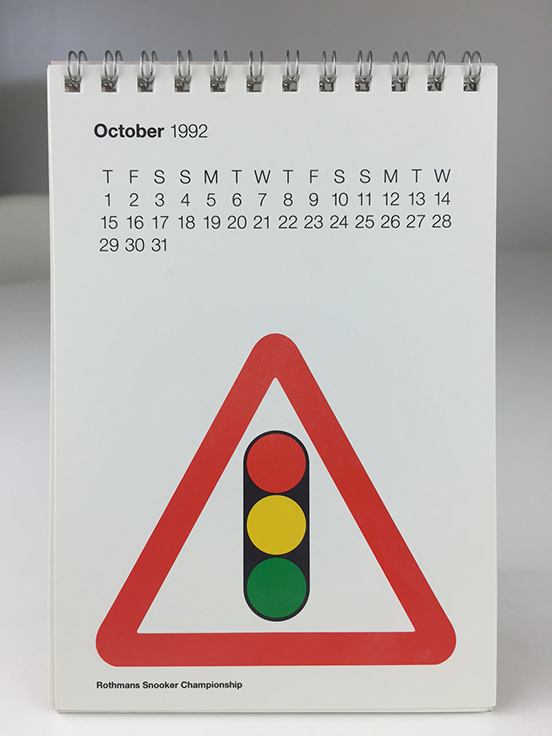 October 1992
T F S S M T W T F S S M T W
1 2 3 4 5 6 7 8 9 10 11 12 13 14
15 16 17 18 19 20 21 22 23 24 25 26 27 28
29 30 31
Rothmans Snooker Championship